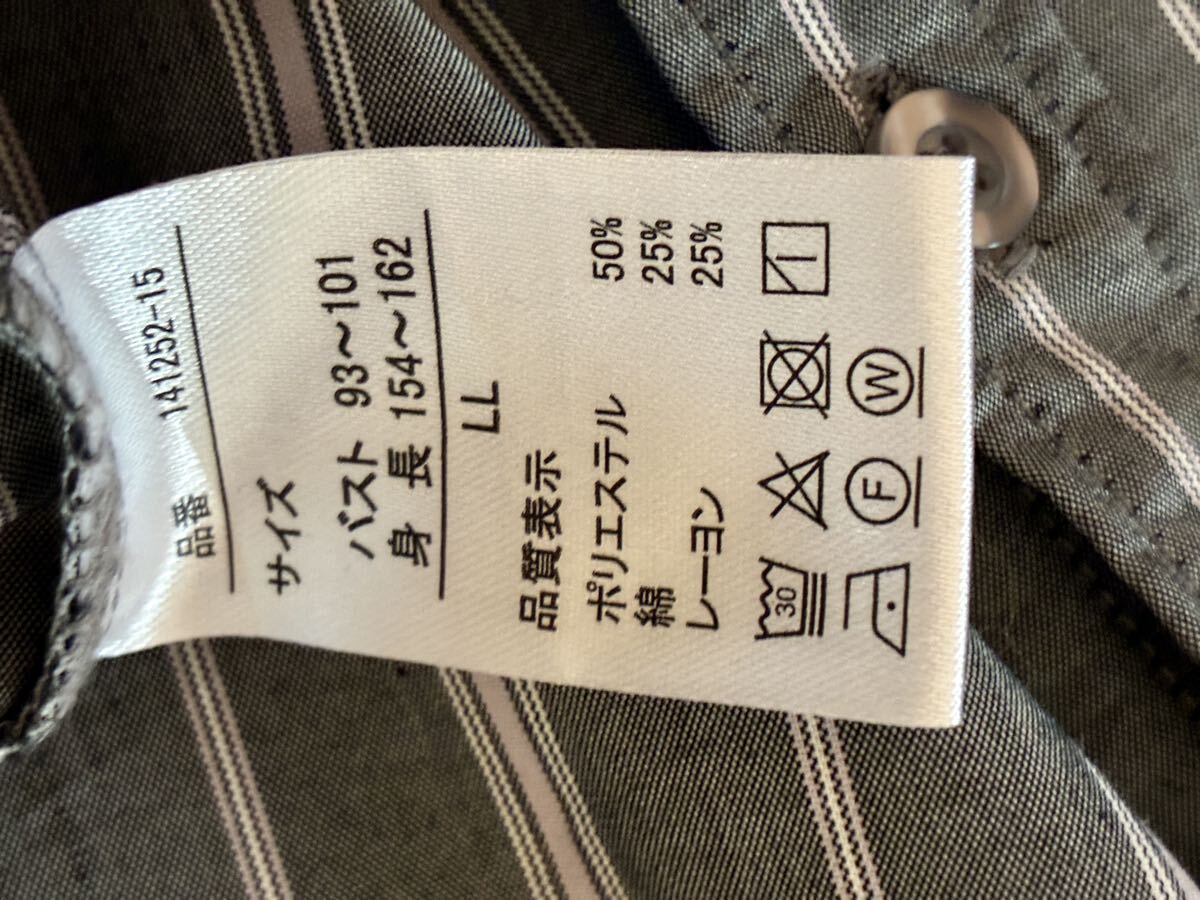 品番 141252-15
サイズ
バスト 93～101
身長 154～162
LL
品質表示
ポリエステル 50%
綿 25%
レーヨン 25%
30
F W